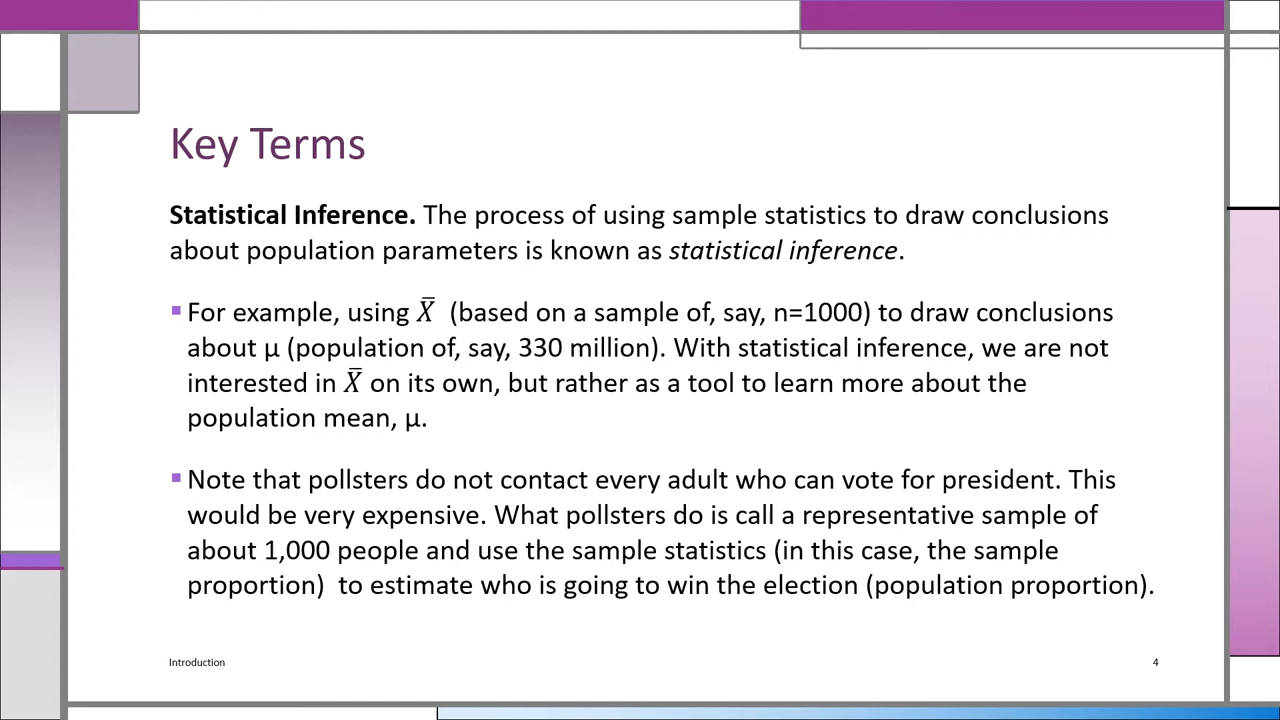 Key Terms
Statistical Inference. The process of using sample statistics to draw conclusions
about population parameters is known as statistical inference.
▪ For example, using X̄ (based on a sample of, say, n=1000) to draw conclusions
about μ (population of, say, 330 million). With statistical inference, we are not
interested in X̄ on its own, but rather as a tool to learn more about the
population mean, μ.
▪ Note that pollsters do not contact every adult who can vote for president. This
would be very expensive. What pollsters do is call a representative sample of
about 1,000 people and use the sample statistics (in this case, the sample
proportion) to estimate who is going to win the election (population proportion).
Introduction
4